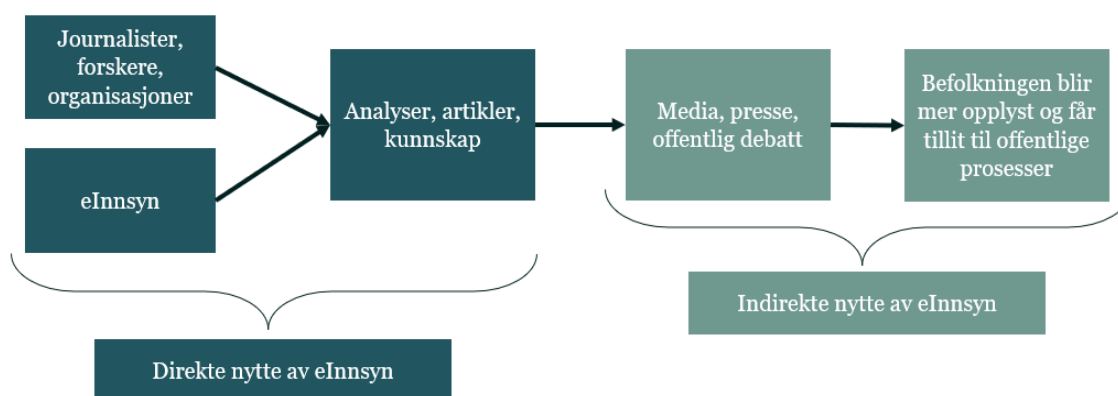 Journalister,
forskere,
organisasjoner
eInnsyn
Analyser, artikler,
kunnskap
Media, presse,
offentlig debatt
Befolkningen blir
mer opplyst og får
tillit til offentlige
prosesser
Direkte nytte av eInnsyn
Indirekte nytte av eInnsyn